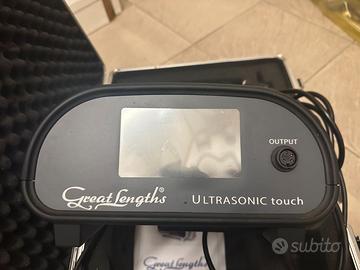 OUTPUT
Great Lengths®
ULTRASONIC touch
subito